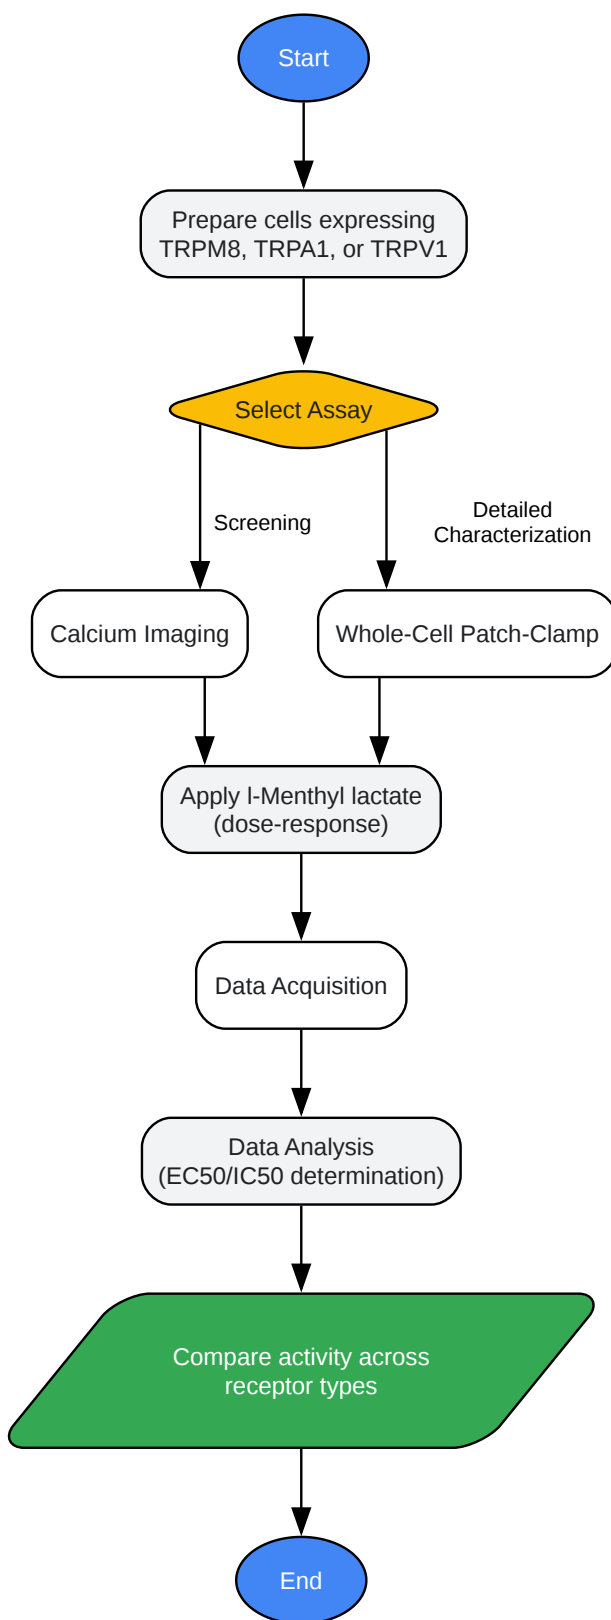 Start
Prepare cells expressing
TRPM8, TRPA1, or TRPV1
Select Assay
Screening
Detailed
Characterization
Calcium Imaging
Whole-Cell Patch-Clamp
Apply l-Menthyl lactate
(dose-response)
Data Acquisition
Data Analysis
(EC50/IC50 determination)
Compare activity across
receptor types
End